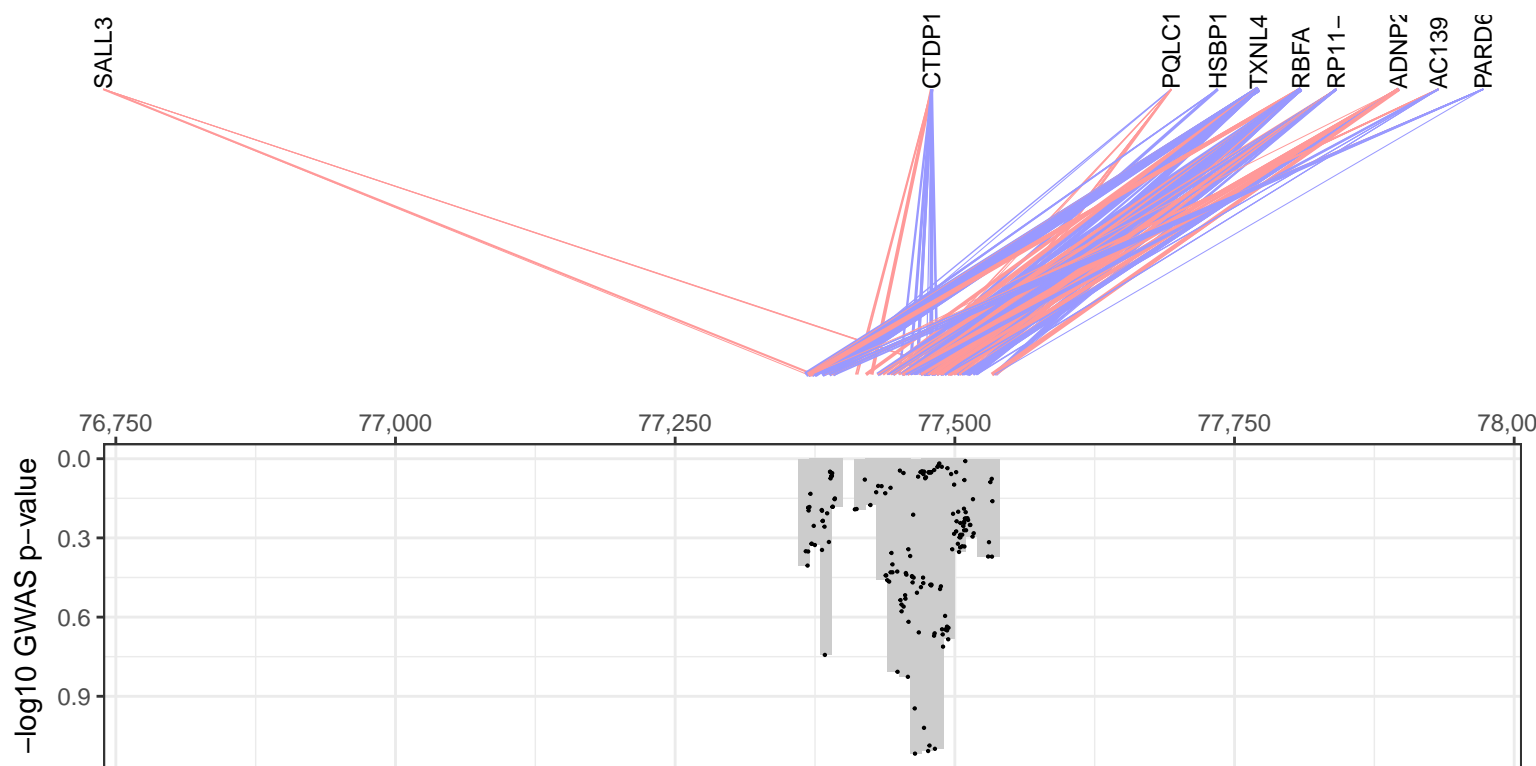 SALL3
CTDP1
PQLC1
HSBP1
TXNL4
RBFA
RP11−
ADNP2
AC139
PARD6
76,750 77,000 77,250 77,500 77,750 78,00
0.0
0.3
0.6
0.9
−log10 GWAS p−value